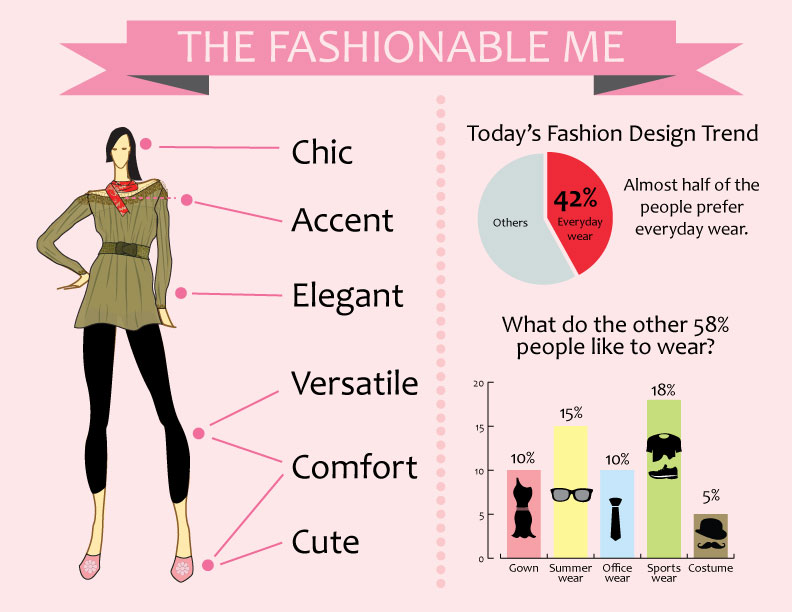 THE FASHIONABLE ME
Chic
Accent
Elegant
Versatile
Comfort
Cute
Today's Fashion Design Trend
42%
Everyday
wear
Others
Almost half of the
people prefer
everyday wear.
What do the other 58%
people like to wear?
20
15
10
5
0
10%
15%
10%
18%
5%
Gown
Summer
wear
Office
wear
Sports
wear
Costume